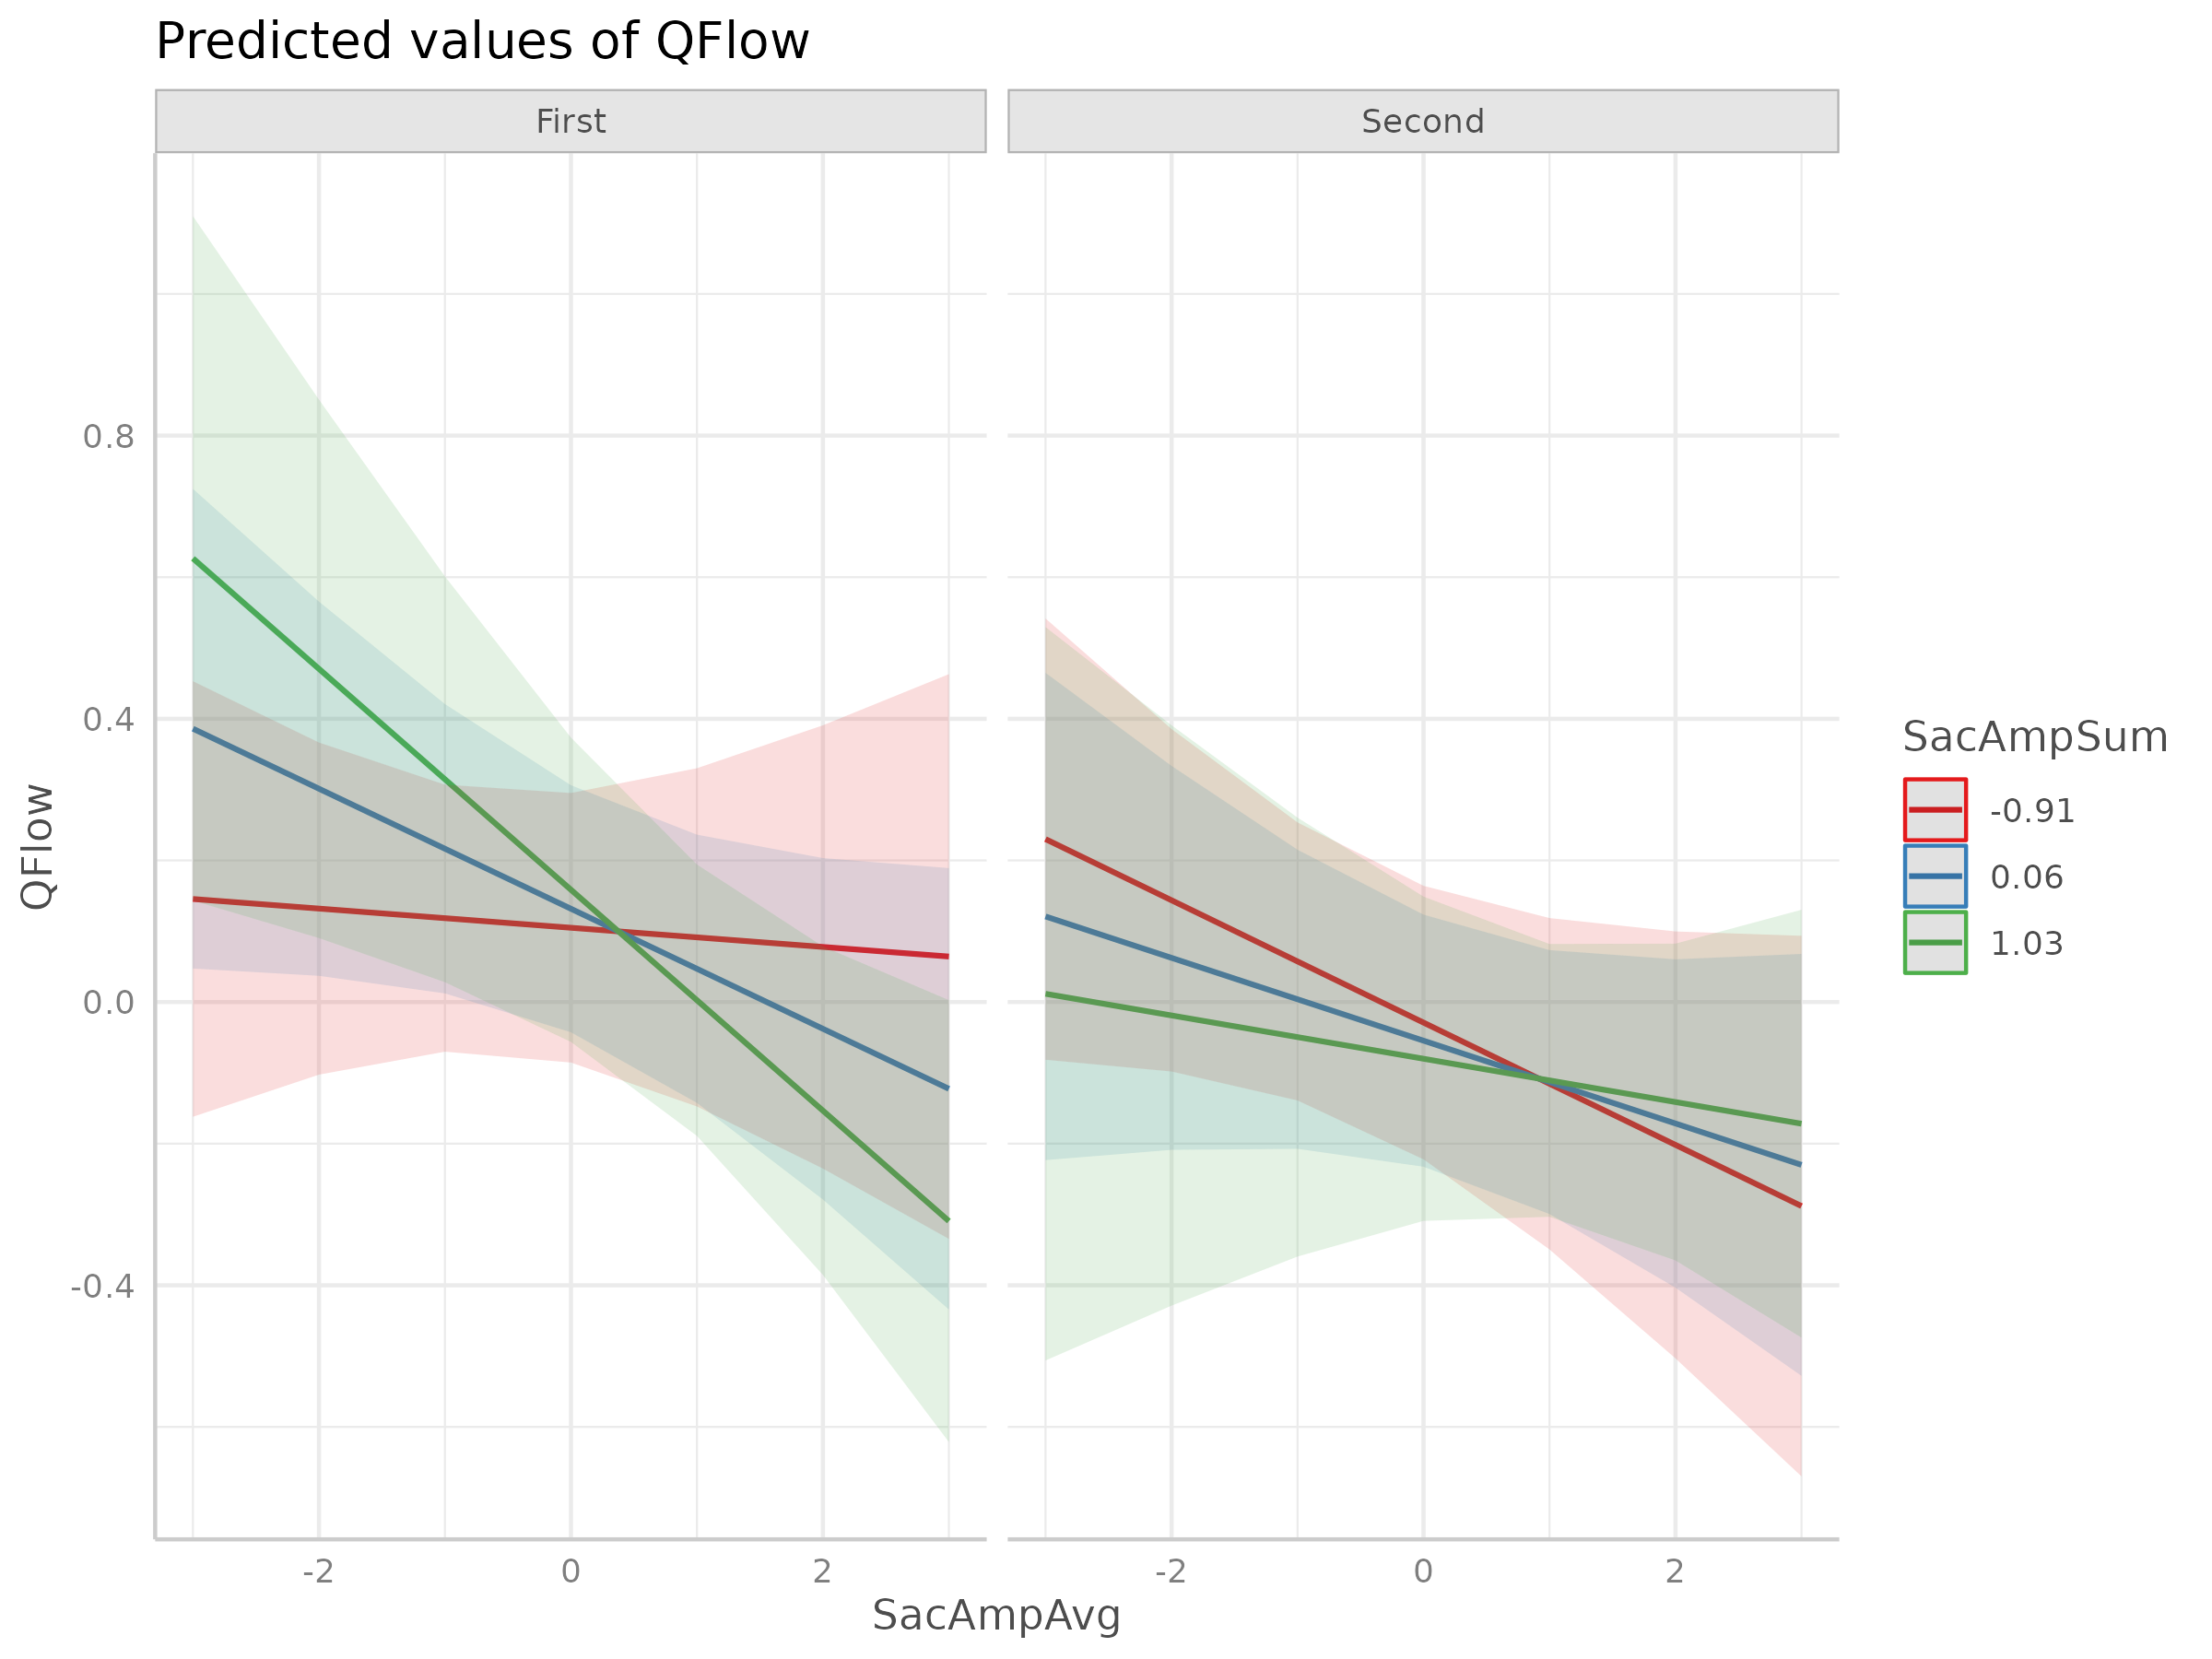 Predicted values of QFlow
First
Second
0.8
0.4
0.0
-0.4
QFlow
-2
0
2
-2
0
2
SacAmpAvg
SacAmpSum
-0.91
0.06
1.03